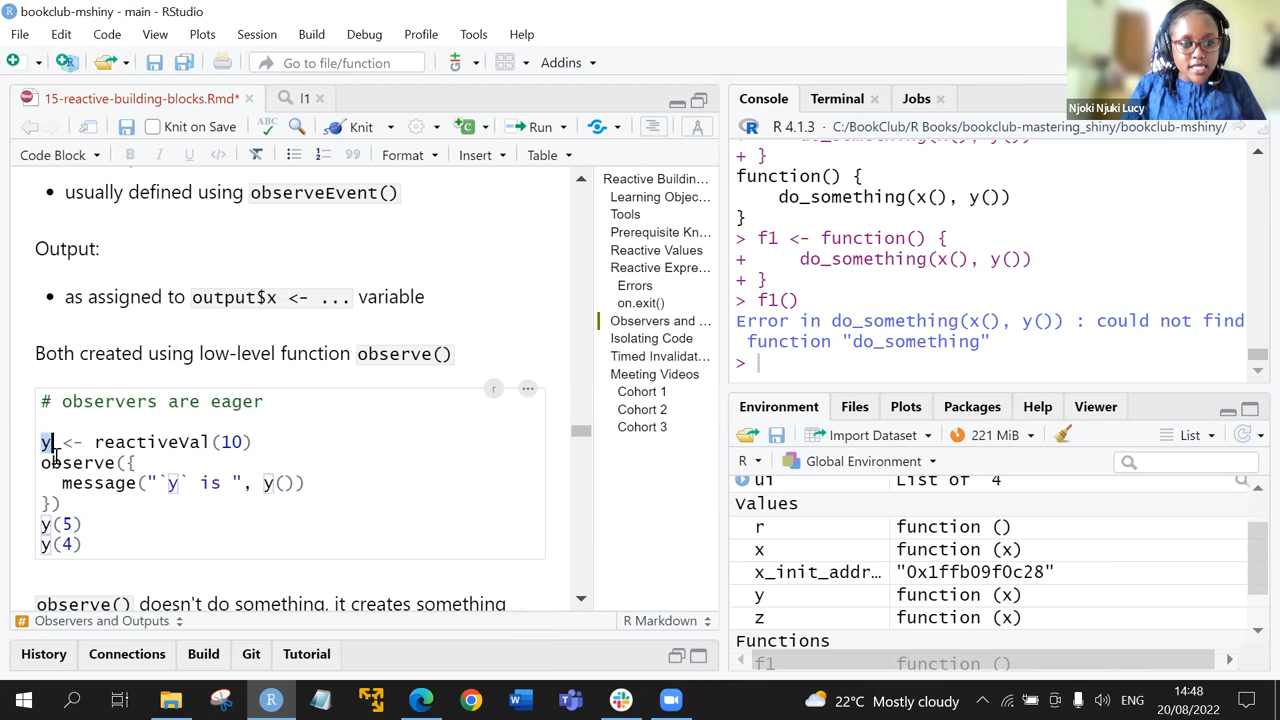 bookclub-mshiny - main - RStudio
File Edit Code View Plots Session Build Debug Profile Tools Help
Go to file/function Addins
Njoki Njuki Lucy
15-reactive-building-blocks.Rmd* l1
Knit on Save ABC Knit Run
Code Block B I U Format Insert Table
usually defined using observeEvent()
Output:
as assigned to output$x <- ... variable
Both created using low-level function observe()
# observers are eager
y <- reactiveVal(10)
observe({
message("`y` is ", y())
})
y(5)
y(4)
observe() doesn't do something, it creates something
Observers and Outputs R Markdown
History Connections Build Git Tutorial
Reactive Buildin...
Learning Objec...
Tools
Prerequisite Kn...
Reactive Values
Reactive Expre...
Errors
on.exit()
Observers and ...
Isolating Code
Timed Invalidat...
Meeting Videos
Cohort 1
Cohort 2
Cohort 3
Console Terminal Jobs
R 4.1.3 · C:/BookClub/R Books/bookclub-mastering_shiny/bookclub-mshiny/
+ do_something(x(), y())
+ }
function() {
do_something(x(), y())
}
> f1 <- function() {
+ do_something(x(), y())
+ }
> f1()
Error in do_something(x(), y()) : could not find
function "do_something"
>
Environment Files Plots Packages Help Viewer
Import Dataset 221 MiB List
R Global Environment
ui List of 4
Values
r function ()
x function (x)
x_init_addr… "0x1ffb09f0c28"
y function (x)
z function (x)
Functions
f1 function ()
22°C Mostly cloudy ENG 14:48
20/08/2022